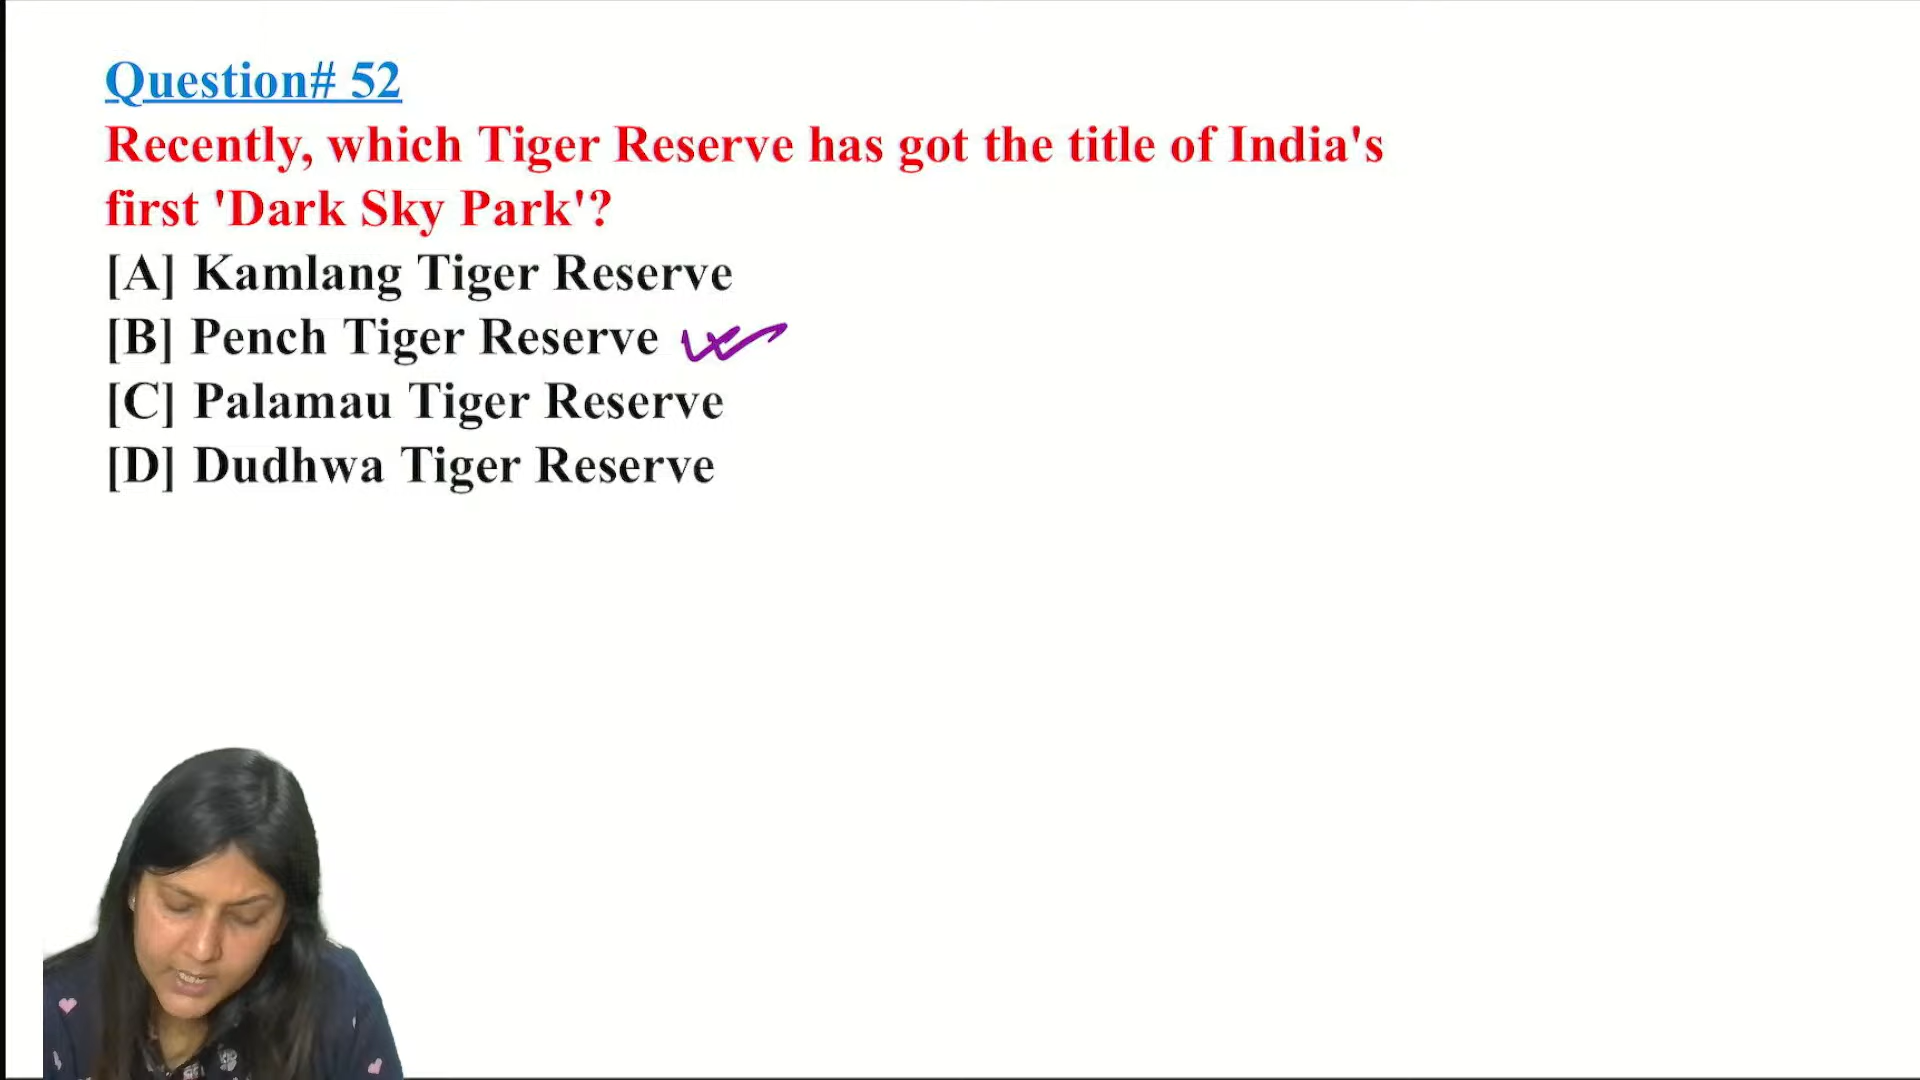 Question# 52
Recently, which Tiger Reserve has got the title of India's
first 'Dark Sky Park'?
[A] Kamlang Tiger Reserve
[B] Pench Tiger Reserve
[C] Palamau Tiger Reserve
[D] Dudhwa Tiger Reserve